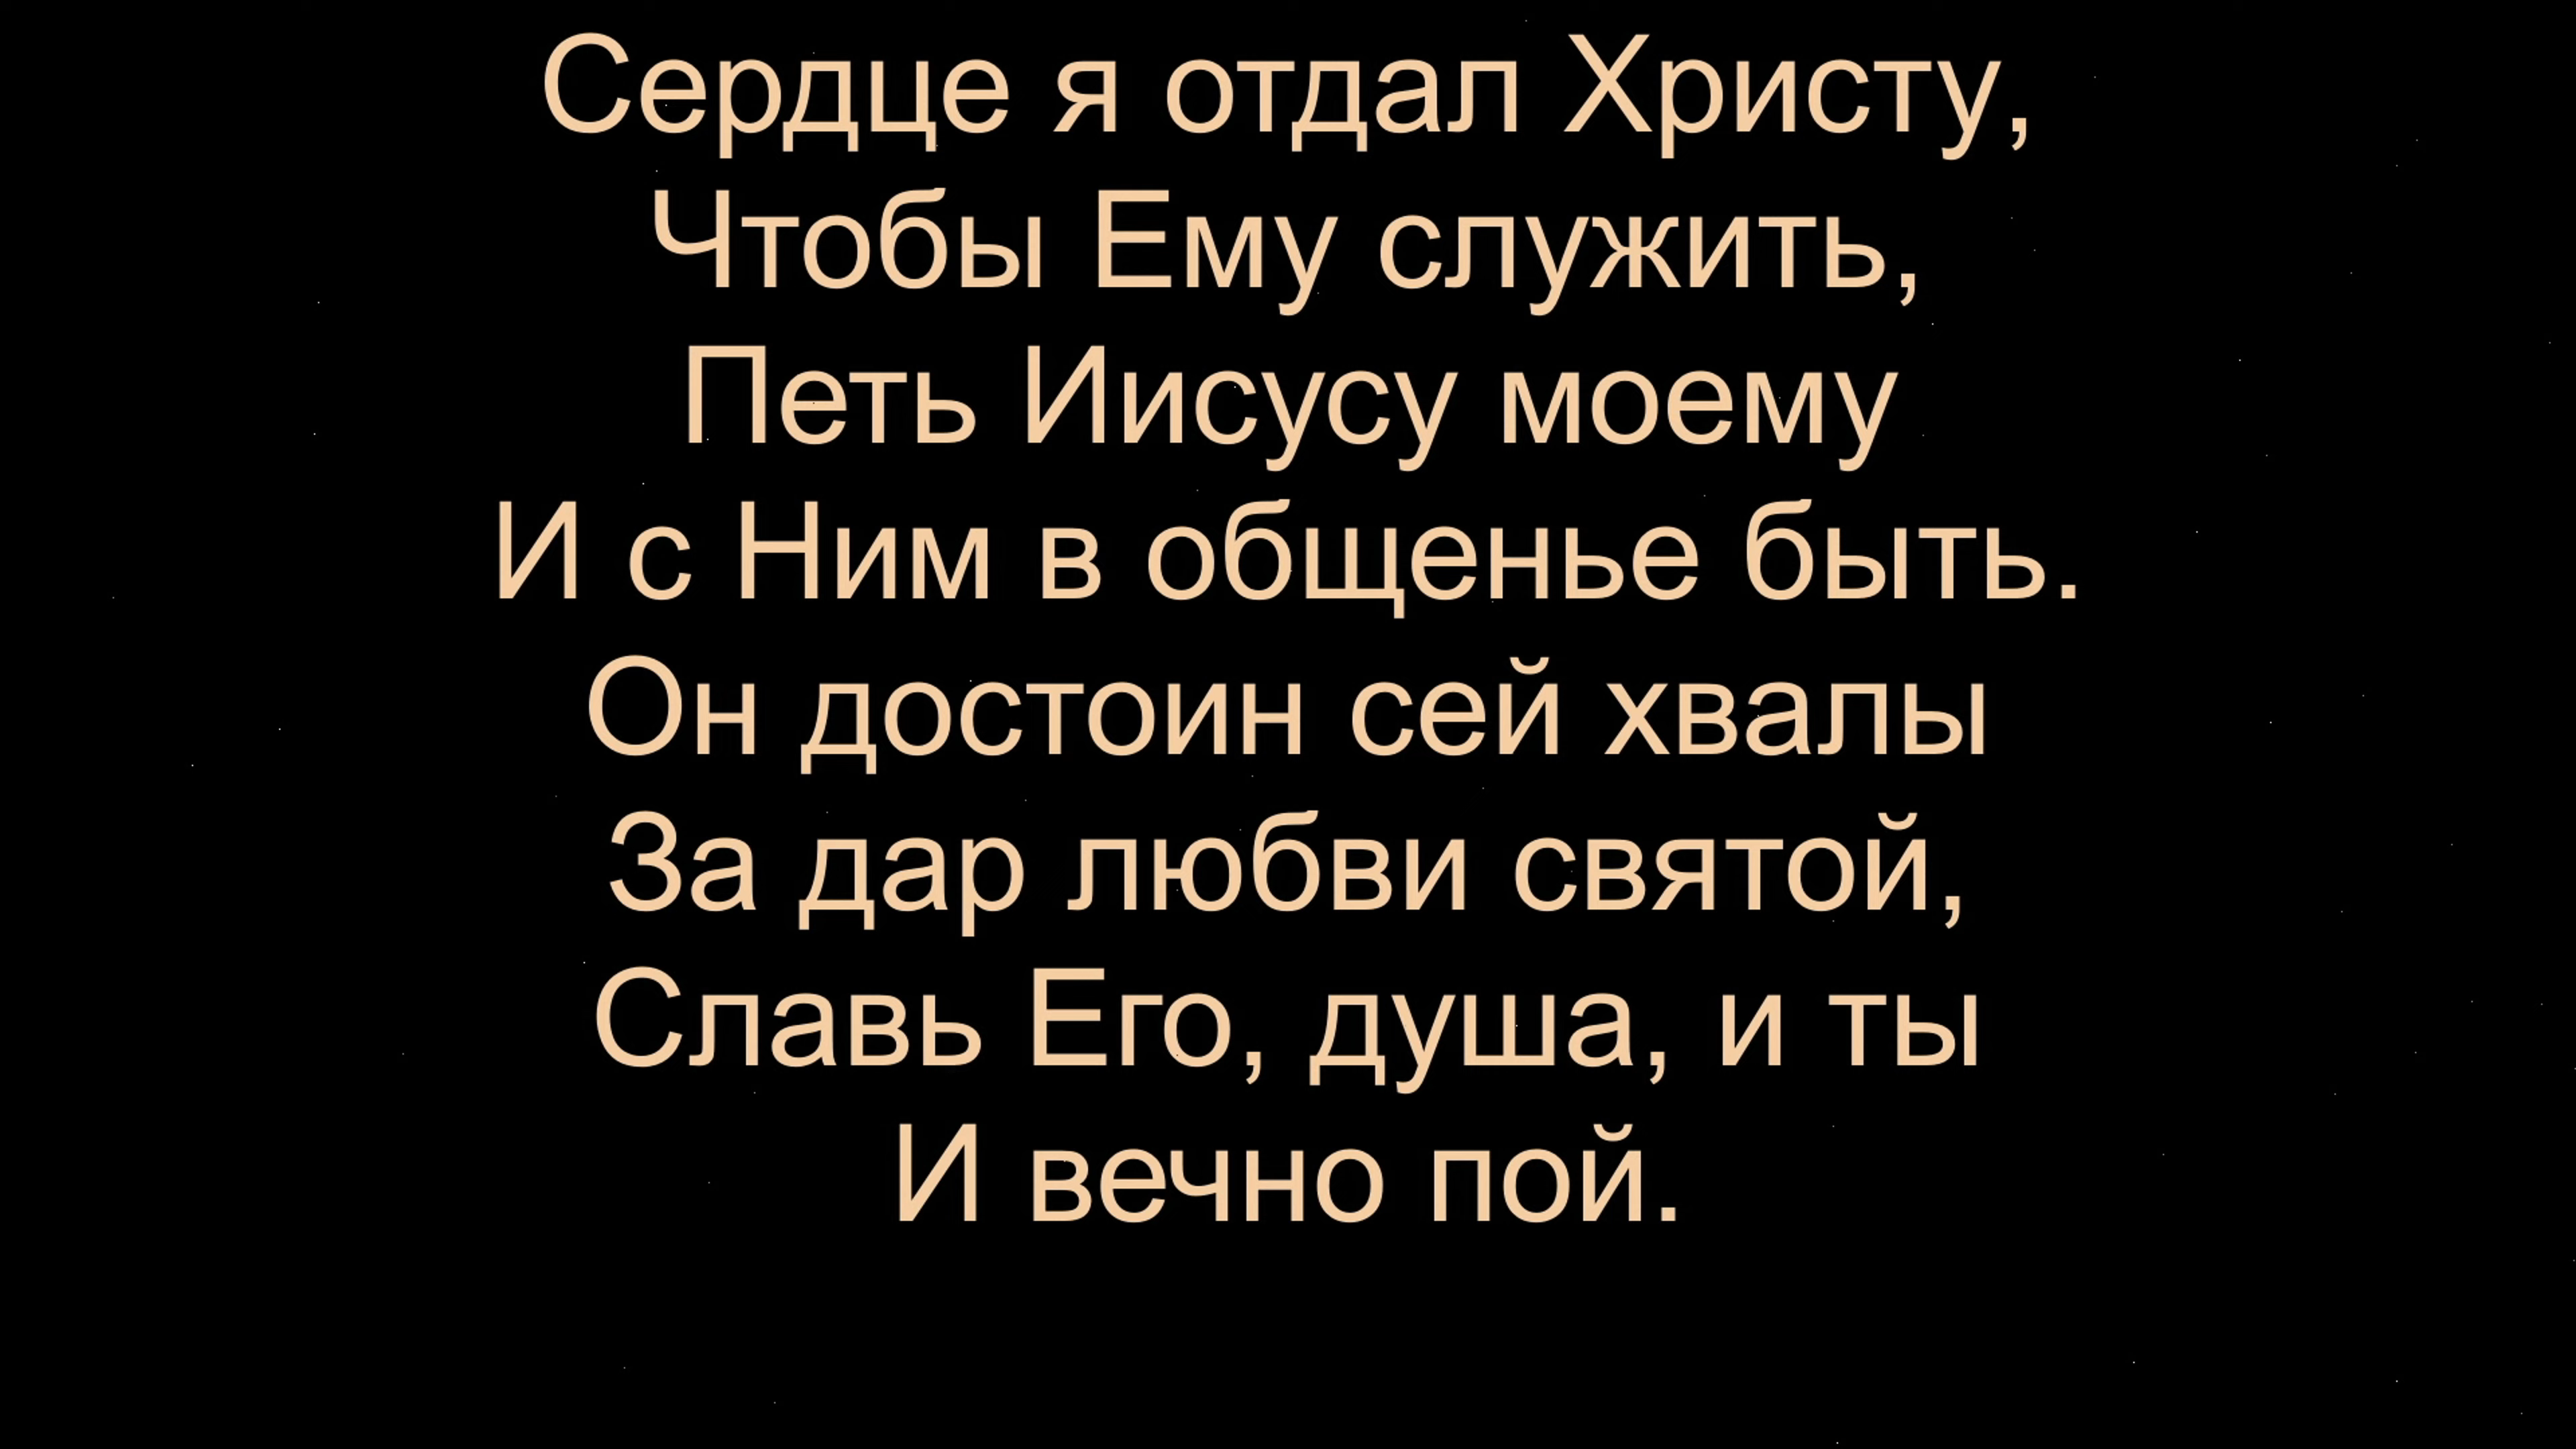 Сердце я отдал Христу,
Чтобы Ему служить,
Петь Иисусу моему
И с Ним в общенье быть.
Он достоин сей хвалы
За дар любви святой,
Славь Его, душа, и ты
И вечно пой.